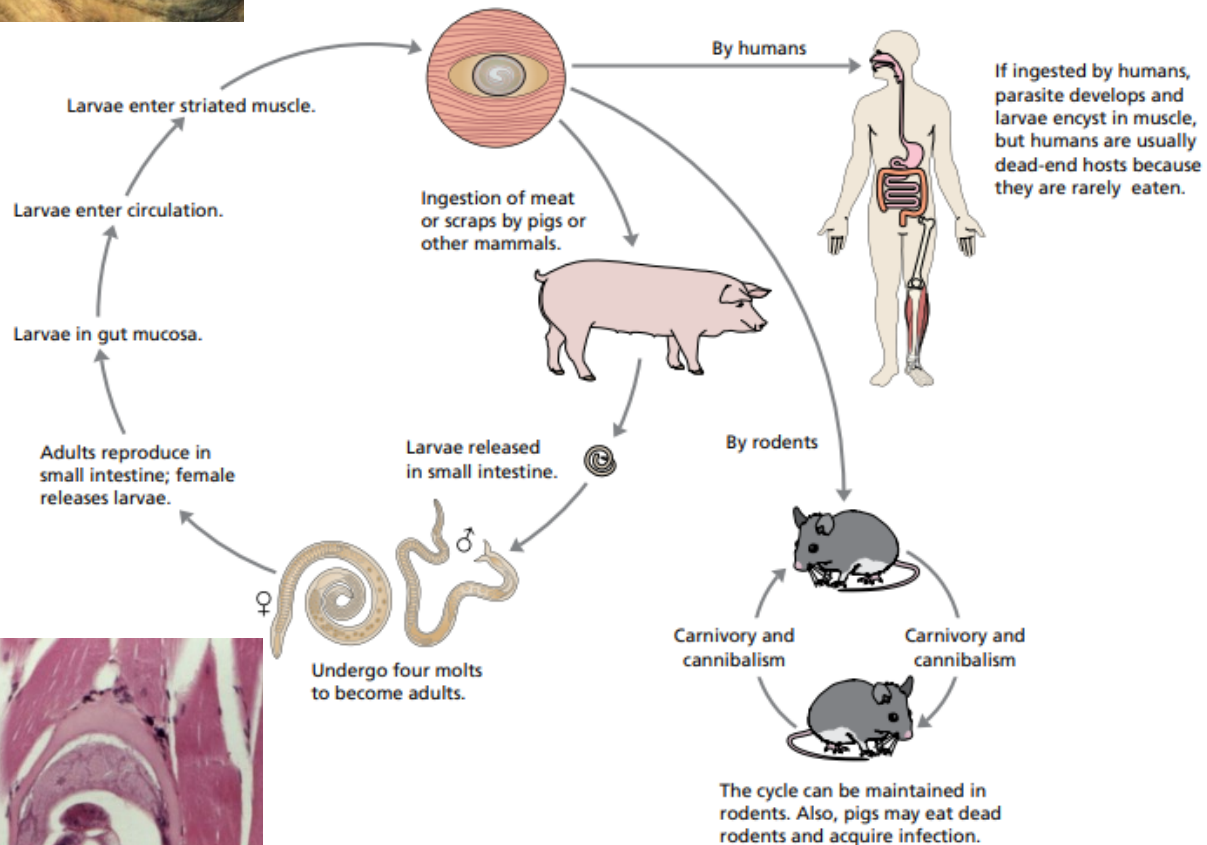 By humans
If ingested by humans,
parasite develops and
larvae encyst in muscle,
but humans are usually
dead-end hosts because
they are rarely eaten.
Larvae enter striated muscle.
Larvae enter circulation.
Ingestion of meat
or scraps by pigs or
other mammals.
Larvae in gut mucosa.
By rodents
Larvae released
in small intestine.
Adults reproduce in
small intestine; female
releases larvae.
♂
♀
Undergo four molts
to become adults.
Carnivory and
cannibalism
Carnivory and
cannibalism
The cycle can be maintained in
rodents. Also, pigs may eat dead
rodents and acquire infection.